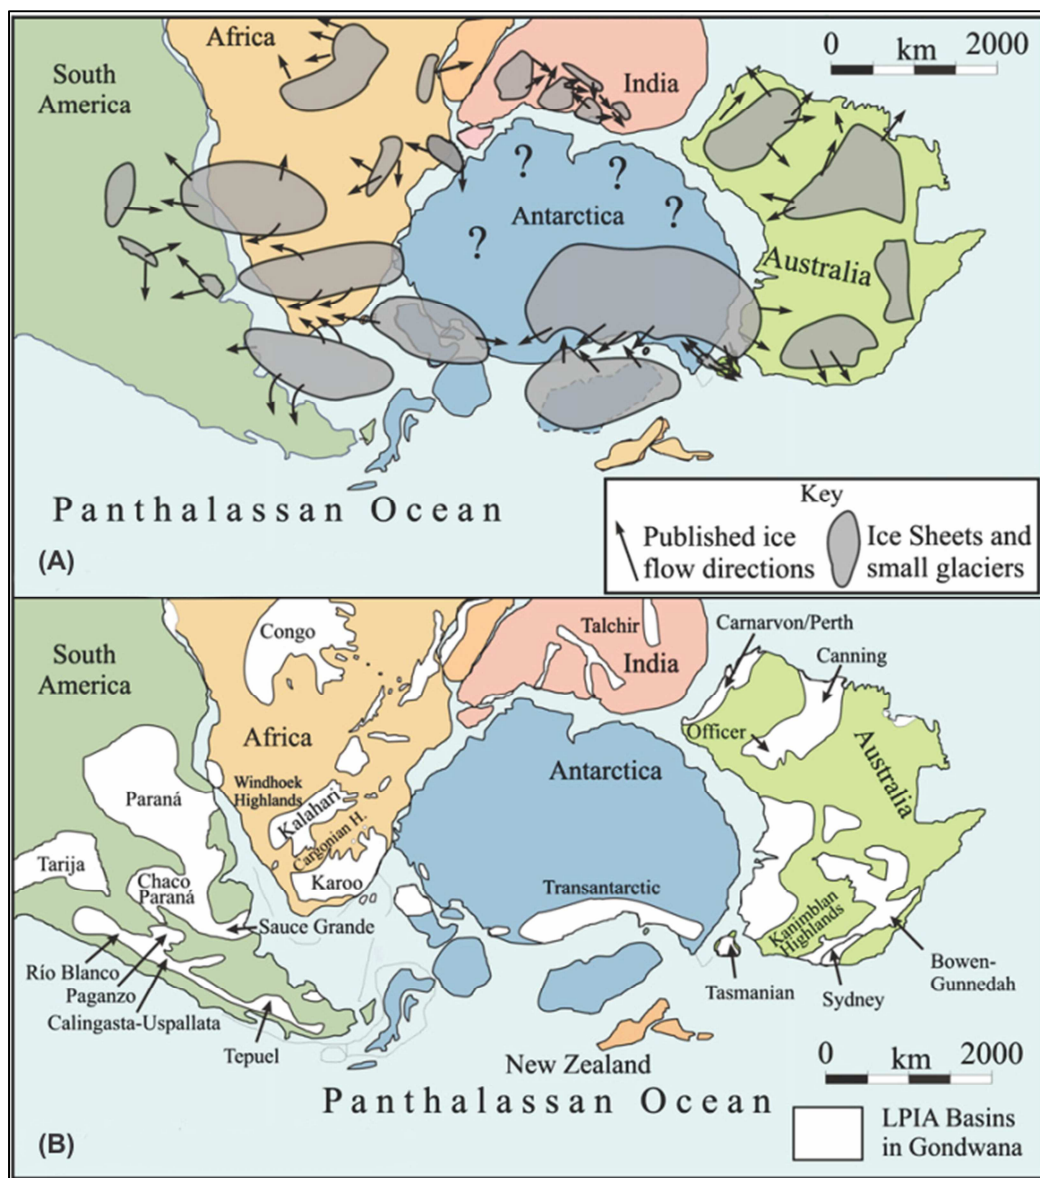 Africa
South
America
India
0 km 2000
?
?
?
?
Antarctica
Australia
Panthalassan Ocean
(A)
Key
Published ice
flow directions
Ice Sheets and
small glaciers
South
America
Congo
Talchir
India
Carnarvon/Perth
Canning
Officer
Australia
Africa
Antarctica
Windhoek
Highlands
Kalahari
Cargonian H.
Karoo
Paraná
Tarija
Chaco
Paraná
Sauce Grande
Transantarctic
Kanimblan
Highlands
Río Blanco
Paganzo
Calingasta-Uspallata
Tepuel
Tasmanian
Sydney
Bowen-
Gunnedah
New Zealand
0 km 2000
Panthalassan Ocean
(B)
LPIA Basins
in Gondwana